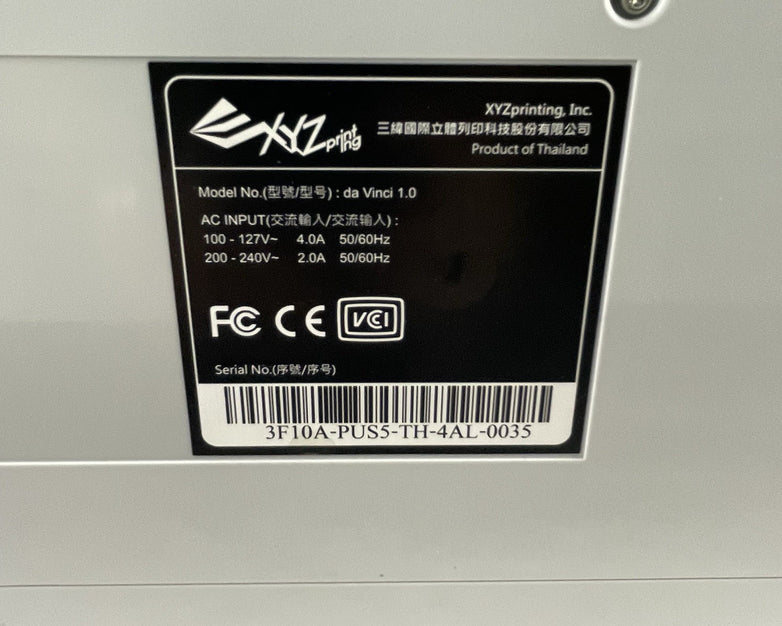 XYZprinting
XYZprinting, Inc.
三緯國際立體列印科技股份有限公司
Product of Thailand
Model No.(型號/型号) : da Vinci 1.0
AC INPUT(交流輸入/交流输入) :
100 - 127V~ 4.0A 50/60Hz
200 - 240V~ 2.0A 50/60Hz
FC CE VCI
Serial No.(序號/序号)
3F10A-PUS5-TH-4AL-0035